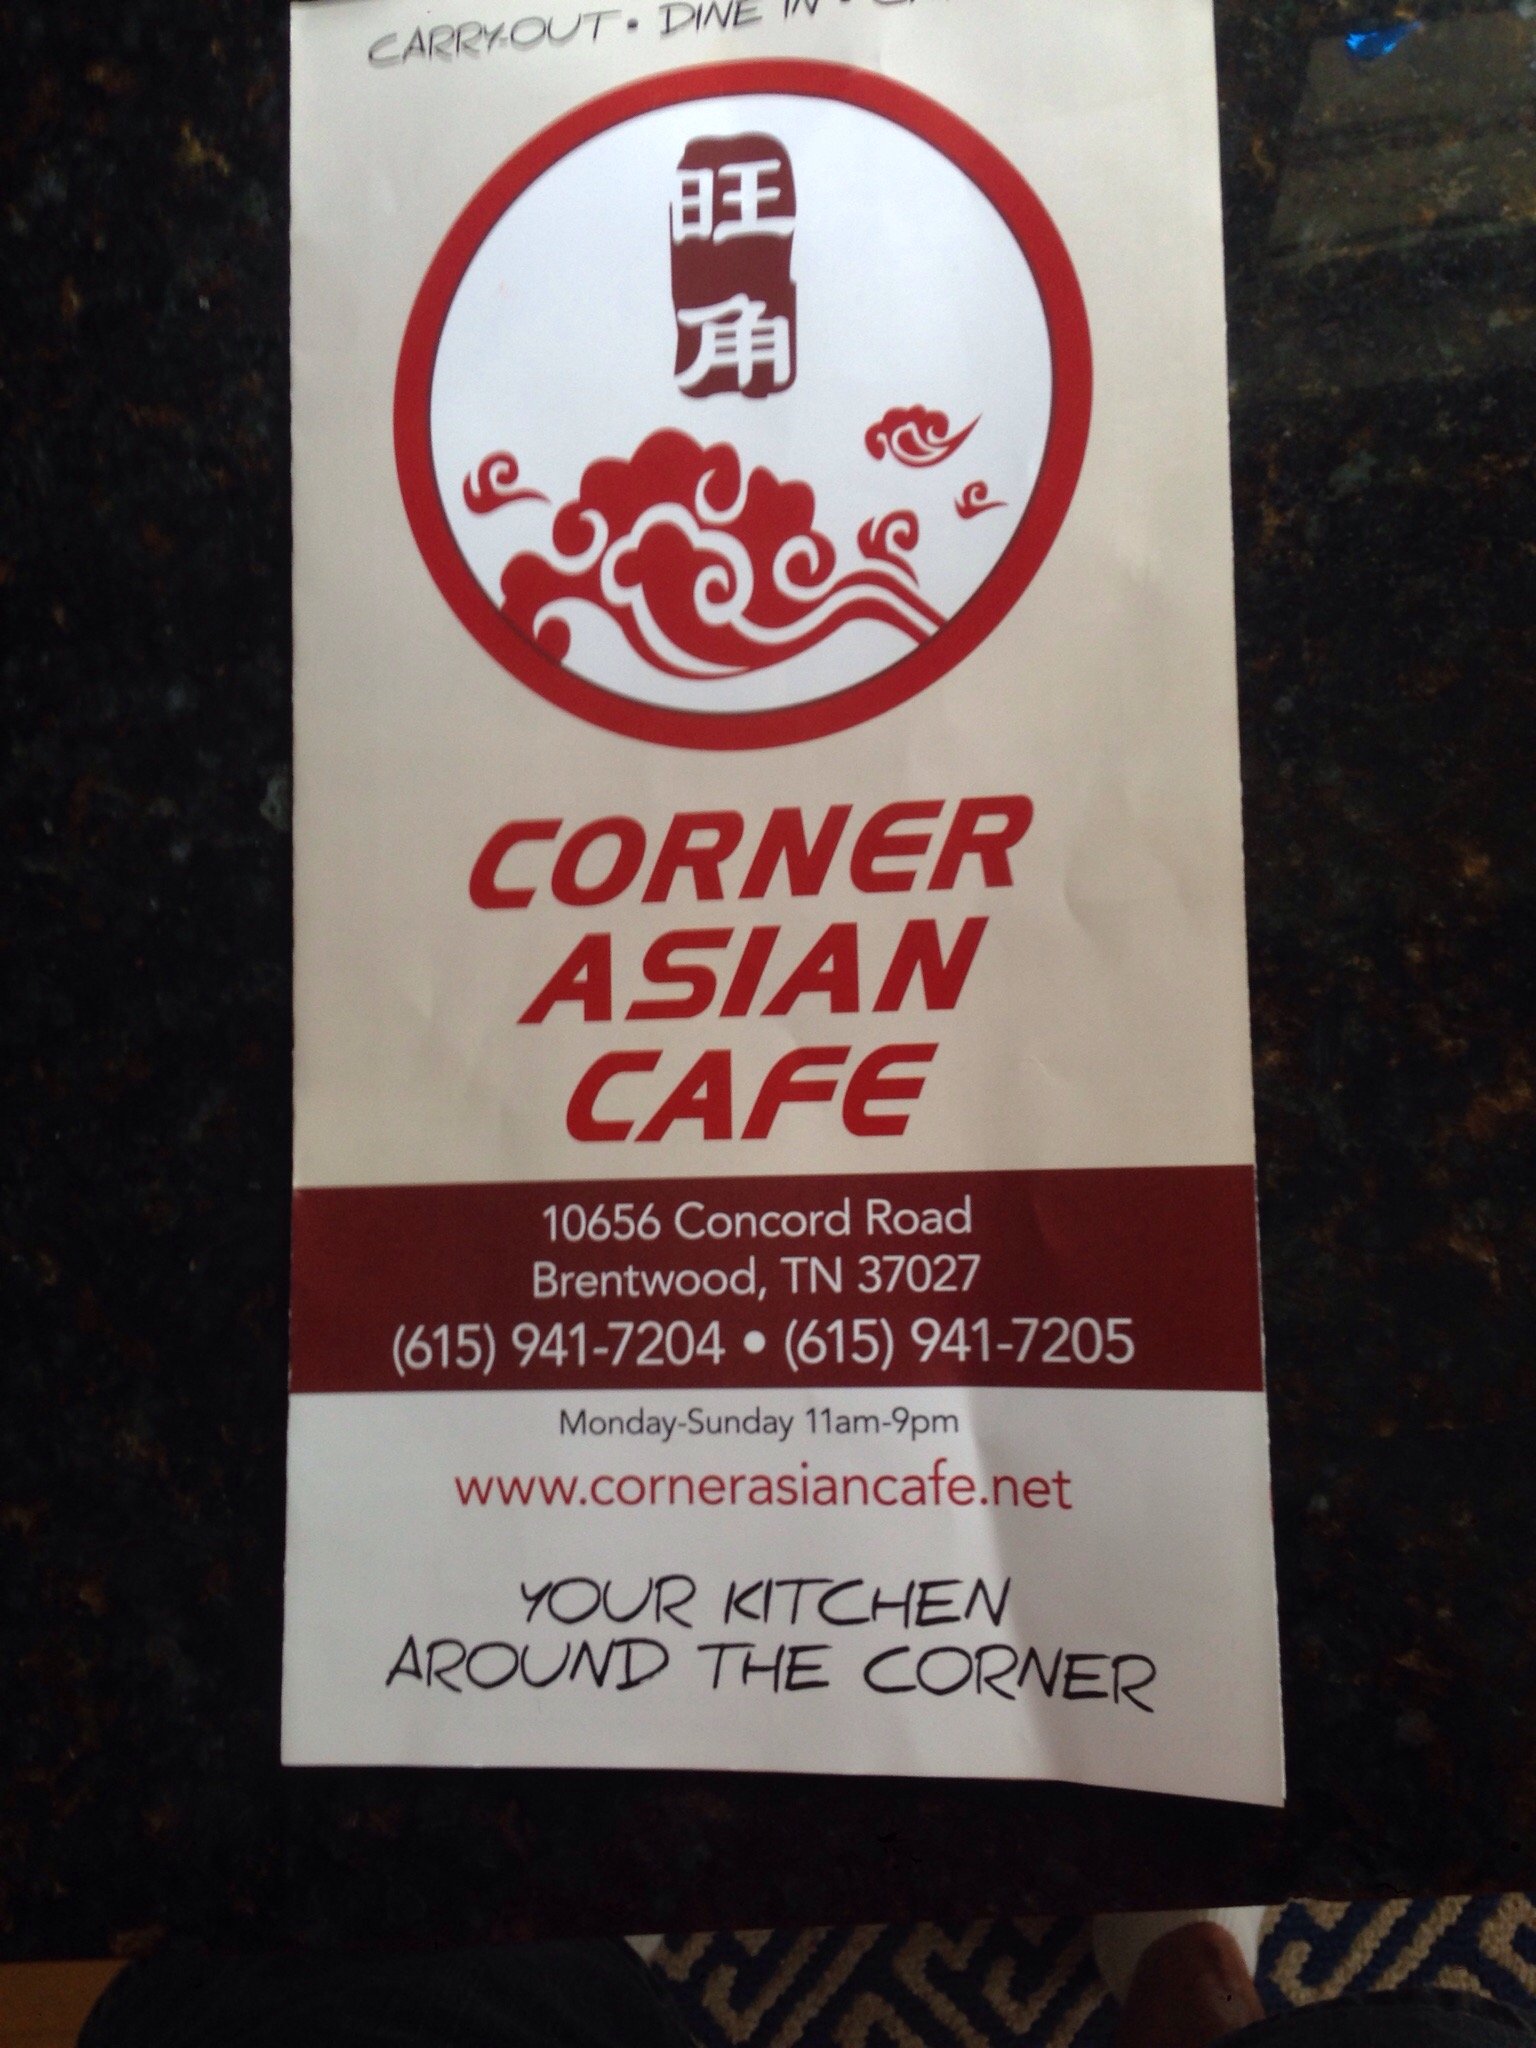 CARRY-OUT • DINE IN •
旺
角
CORNER
ASIAN
CAFE
10656 Concord Road
Brentwood, TN 37027
(615) 941-7204 • (615) 941-7205
Monday-Sunday 11am-9pm
www.cornerasiancafe.net
YOUR KITCHEN
AROUND THE CORNER